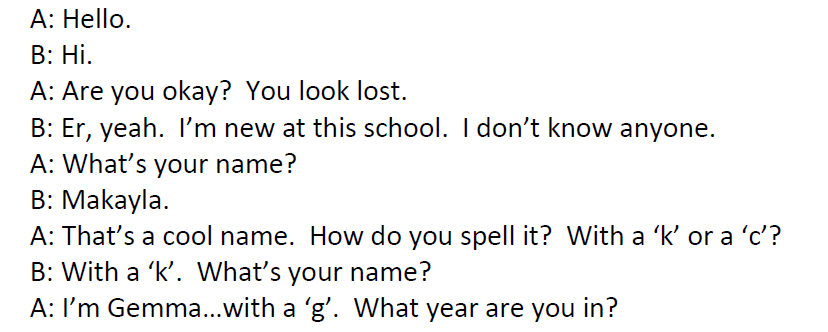 A: Hello.
B: Hi.
A: Are you okay?  You look lost.
B: Er, yeah.  I’m new at this school.  I don’t know anyone.
A: What’s your name?
B: Makayla.
A: That’s a cool name.  How do you spell it?  With a ‘k’ or a ‘c’?
B: With a ‘k’.  What’s your name?
A: I’m Gemma…with a ‘g’.  What year are you in?